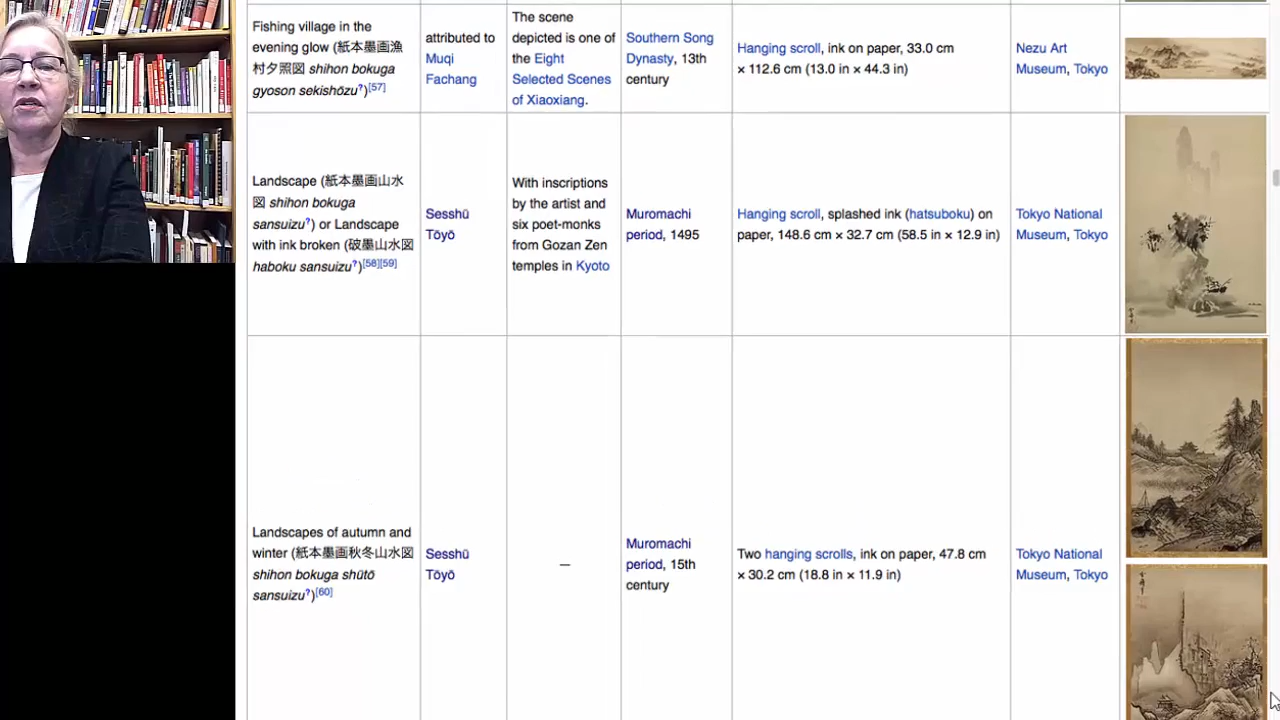 Fishing village in the
evening glow (紙本墨画漁
村夕照図 shihon bokuga
gyoson sekishōzu?)[57]
attributed to
Muqi
Fachang
The scene
depicted is one of
the Eight
Selected Scenes
of Xiaoxiang.
Southern Song
Dynasty, 13th
century
Hanging scroll, ink on paper, 33.0 cm
× 112.6 cm (13.0 in × 44.3 in)
Nezu Art
Museum, Tokyo
Landscape (紙本墨画山水
図 shihon bokuga
sansuizu?) or Landscape
with ink broken (破墨山水図
haboku sansuizu?)[58][59]
Sesshū
Tōyō
With inscriptions
by the artist and
six poet-monks
from Gozan Zen
temples in Kyoto
Muromachi
period, 1495
Hanging scroll, splashed ink (hatsuboku) on
paper, 148.6 cm × 32.7 cm (58.5 in × 12.9 in)
Tokyo National
Museum, Tokyo
Landscapes of autumn and
winter (紙本墨画秋冬山水図
shihon bokuga shūtō
sansuizu?)[60]
Sesshū
Tōyō
—
Muromachi
period, 15th
century
Two hanging scrolls, ink on paper, 47.8 cm
× 30.2 cm (18.8 in × 11.9 in)
Tokyo National
Museum, Tokyo